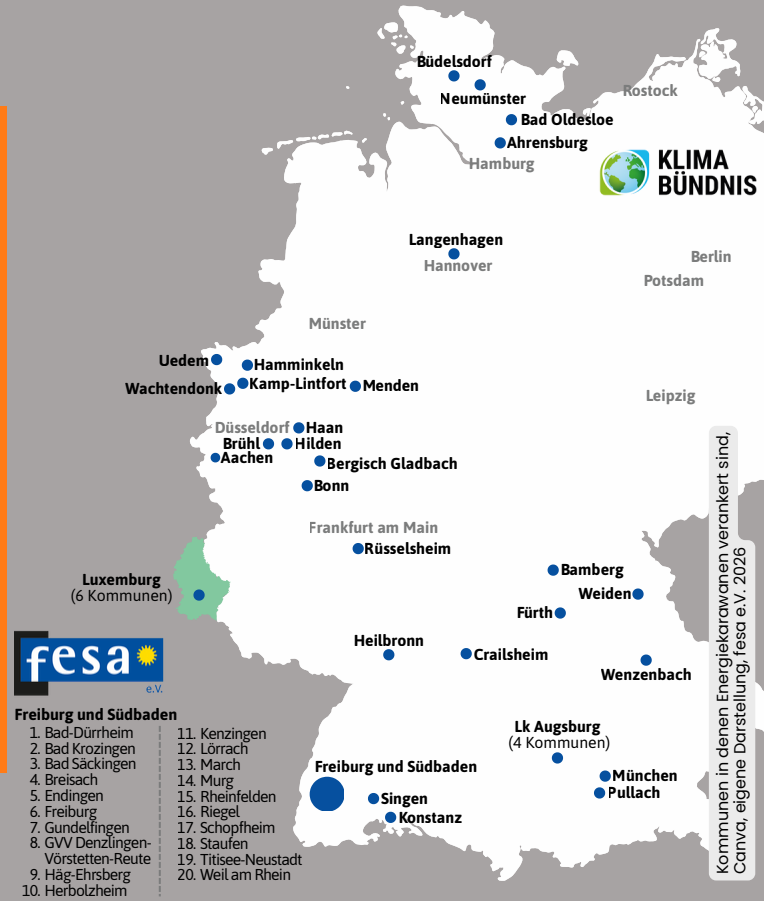 Büdelsdorf
Neumünster
Rostock
Bad Oldesloe
Ahrensburg
Hamburg
KLIMA
BÜNDNIS
Langenhagen
Hannover
Berlin
Potsdam
Münster
Uedem
Hamminkeln
Wachtendonk
Kamp-Lintfort
Menden
Leipzig
Düsseldorf
Haan
Brühl
Hilden
Aachen
Bergisch Gladbach
Bonn
Frankfurt am Main
Rüsselsheim
Luxemburg
(6 Kommunen)
Bamberg
Weiden
Fürth
Heilbronn
Crailsheim
Wenzenbach
fesa
e.V.
Lk Augsburg
(4 Kommunen)
München
Pullach
Freiburg und Südbaden
Singen
Konstanz
Freiburg und Südbaden
1. Bad-Dürrheim
2. Bad Krozingen
3. Bad Säckingen
4. Breisach
5. Endingen
6. Freiburg
7. Gundelfingen
8. GVV Denzlingen-
Vörstetten-Reute
9. Häg-Ehrsberg
10. Herbolzheim
11. Kenzingen
12. Lörrach
13. March
14. Murg
15. Rheinfelden
16. Riegel
17. Schopfheim
18. Staufen
19. Titisee-Neustadt
20. Weil am Rhein
Kommunen in denen Energiekarawanen verankert sind,
Canva, eigene Darstellung, fesa e.V. 2026